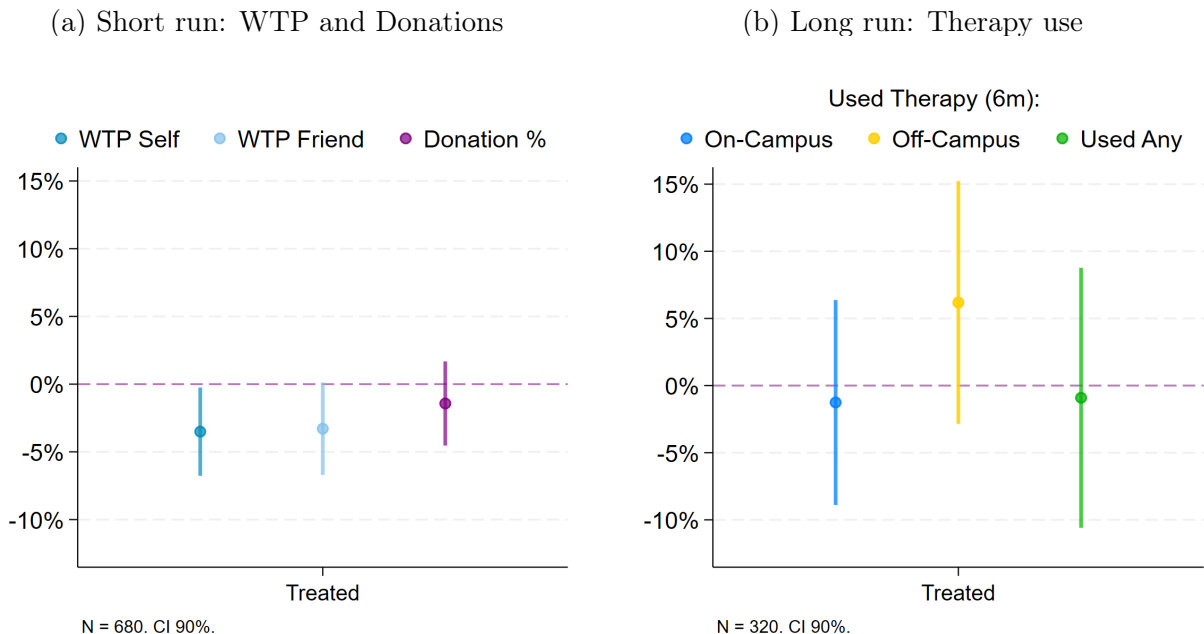 (a) Short run: WTP and Donations
WTP Self WTP Friend Donation %
15%
10%
5%
0%
-5%
-10%
Treated
N = 680. CI 90%.
(b) Long run: Therapy use
Used Therapy (6m):
On-Campus Off-Campus Used Any
15%
10%
5%
0%
-5%
-10%
Treated
N = 320. CI 90%.